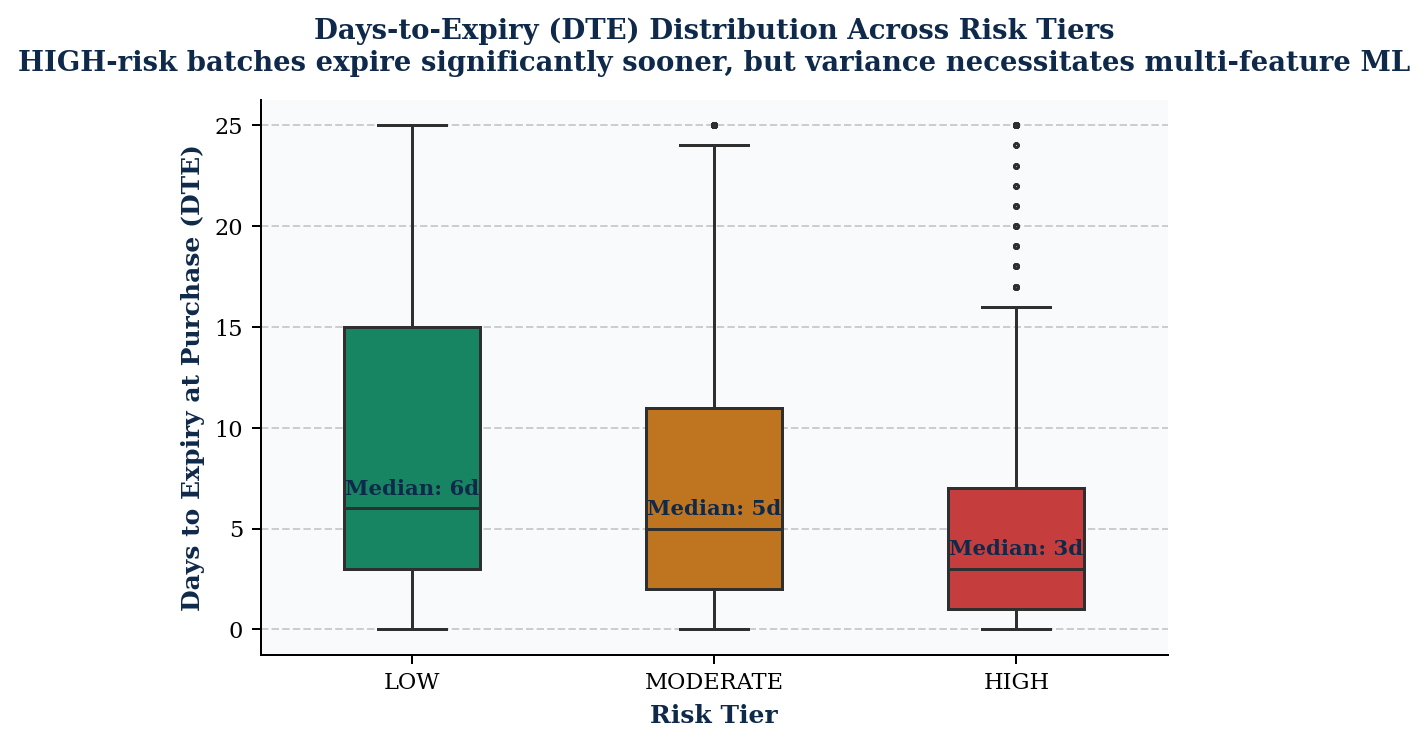 Days-to-Expiry (DTE) Distribution Across Risk Tiers
HIGH-risk batches expire significantly sooner, but variance necessitates multi-feature ML
Days to Expiry at Purchase (DTE)
25
20
15
10
5
0
Median: 6d
Median: 5d
Median: 3d
LOW
MODERATE
HIGH
Risk Tier